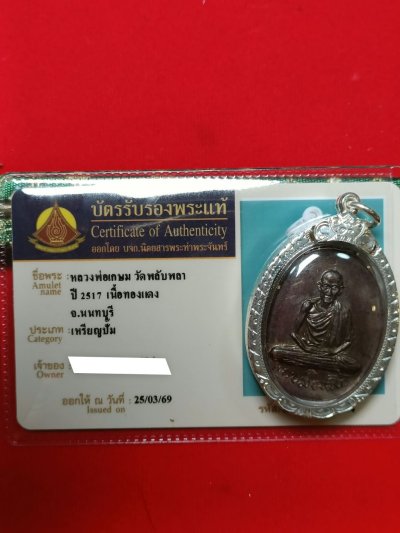 บัตรรับรองพระแท้
Certificate of Authenticity
ออกโดย บจก.นิตยสารพระท่าพระจันทร์
ชื่อพระ : หลวงพ่อเกษม วัดพลับพลา
Amulet name
ปี 2517 เนื้อทองแดง
จ.นนทบุรี
ประเภท : เหรียญปั้ม
Category
เจ้าของ :
Owner
ออกให้ ณ วันที่ : 25/03/69
Issued on
รหัส